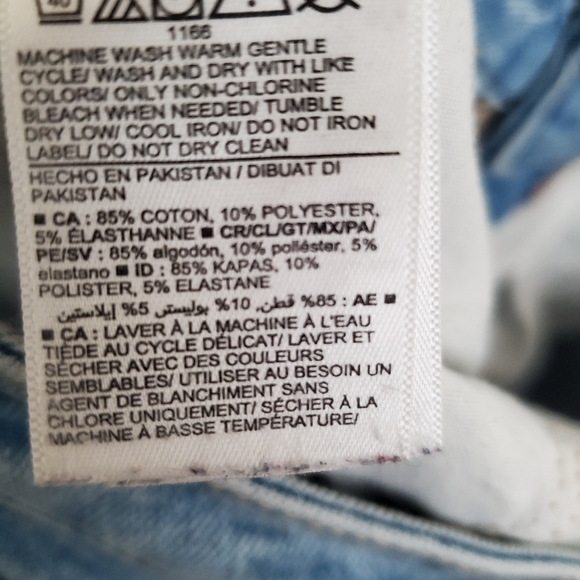 40
1166
MACHINE WASH WARM GENTLE
CYCLE/ WASH AND DRY WITH LIKE
COLORS/ ONLY NON-CHLORINE
BLEACH WHEN NEEDED/ TUMBLE
DRY LOW/ COOL IRON/ DO NOT IRON
LABEL/ DO NOT DRY CLEAN
HECHO EN PAKISTAN / DIBUAT DI
PAKISTAN
■ CA : 85% COTON, 10% POLYESTER,
5% ÉLASTHANNE ■ CR/CL/GT/MX/PA/
PE/SV : 85% algodón, 10% poliéster, 5%
elastano ■ ID : 85% KAPAS, 10%
POLISTER, 5% ELASTANE
■ AE : 85% قطن، 10% بوليستر، 5% إيلاستين
■ CA : LAVER À LA MACHINE À L'EAU
TIÈDE AU CYCLE DÉLICAT/ LAVER ET
SÉCHER AVEC DES COULEURS
SEMBLABLES/ UTILISER AU BESOIN UN
AGENT DE BLANCHIMENT SANS
CHLORE UNIQUEMENT/ SÉCHER À LA
MACHINE À BASSE TEMPÉRATURE/